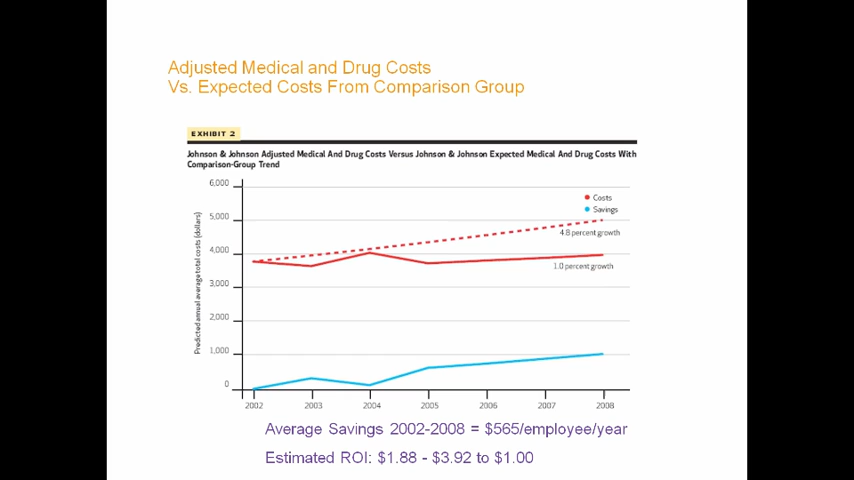 Adjusted Medical and Drug Costs
Vs. Expected Costs From Comparison Group
EXHIBIT 2
Johnson & Johnson Adjusted Medical And Drug Costs Versus Johnson & Johnson Expected Medical And Drug Costs With
Comparison-Group Trend
Predicted annual average total costs (dollars)
6,000
5,000
4,000
3,000
2,000
1,000
0
Costs
Savings
4.8 percent growth
1.0 percent growth
2002 2003 2004 2005 2006 2007 2008
Average Savings 2002-2008 = $565/employee/year
Estimated ROI: $1.88 - $3.92 to $1.00